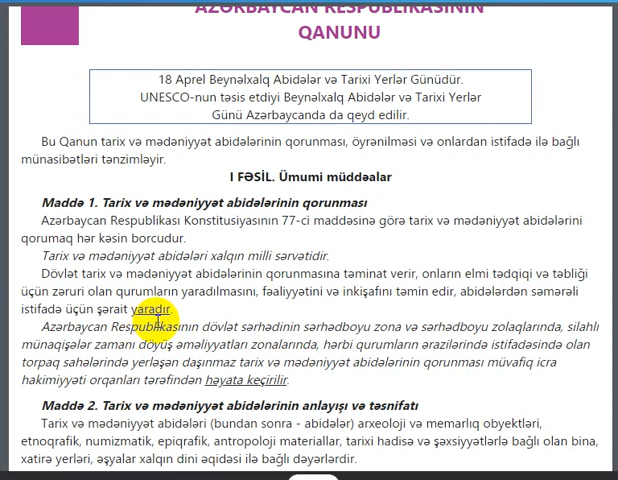 AZƏRBAYCAN RESPUBLİKASININ
QANUNU
18 Aprel Beynəlxalq Abidələr və Tarixi Yerlər Günüdür.
UNESCO-nun təsis etdiyi Beynəlxalq Abidələr və Tarixi Yerlər
Günü Azərbaycanda da qeyd edilir.
Bu Qanun tarix və mədəniyyət abidələrinin qorunması, öyrənilməsi və onlardan istifadə ilə bağlı
münasibətləri tənzimləyir.
I FƏSİL. Ümumi müddəalar
Maddə 1. Tarix və mədəniyyət abidələrinin qorunması
Azərbaycan Respublikası Konstitusiyasının 77-ci maddəsinə görə tarix və mədəniyyət abidələrini
qorumaq hər kəsin borcudur.
Tarix və mədəniyyət abidələri xalqın milli sərvətidir.
Dövlət tarix və mədəniyyət abidələrinin qorunmasına təminat verir, onların elmi tədqiqi və təbliği
üçün zəruri olan qurumların yaradılmasını, fəaliyyətini və inkişafını təmin edir, abidələrdən səmərəli
istifadə üçün şərait yaradır.
Azərbaycan Respublikasının dövlət sərhədinin sərhədboyu zona və sərhədboyu zolaqlarında, silahlı
münaqişələr zamanı döyüş əməliyyatları zonalarında, hərbi qurumların ərazilərində istifadəsində olan
torpaq sahələrində yerləşən daşınmaz tarix və mədəniyyət abidələrinin qorunması müvafiq icra
hakimiyyəti orqanları tərəfindən həyata keçirilir.
Maddə 2. Tarix və mədəniyyət abidələrinin anlayışı və təsnifatı
Tarix və mədəniyyət abidələri (bundan sonra - abidələr) arxeoloji və memarlıq obyektləri,
etnoqrafik, numizmatik, epiqrafik, antropoloji materiallar, tarixi hadisə və şəxsiyyətlərlə bağlı olan bina,
xatirə yerləri, əşyalar xalqın dini əqidəsi ilə bağlı dəyərlərdir.